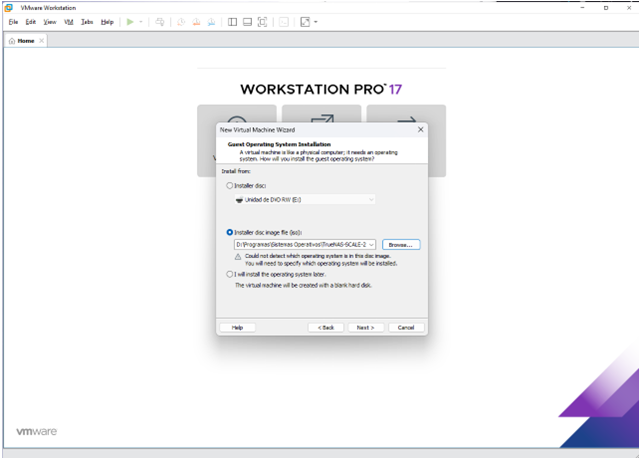 VMware Workstation
File Edit View VM Tabs Help
Home
WORKSTATION PRO™ 17
New Virtual Machine Wizard
Guest Operating System Installation
A virtual machine is like a physical computer; it needs an operating
system. How will you install the guest operating system?
Install from:
Installer disc:
Unidad de DVD RW (E:)
Installer disc image file (iso):
D:\Programas\Sistemas Operativos\TrueNAS-SCALE-2
Browse...
Could not detect which operating system is in this disc image.
You will need to specify which operating system will be installed.
I will install the operating system later.
The virtual machine will be created with a blank hard disk.
Help < Back Next > Cancel
vmware